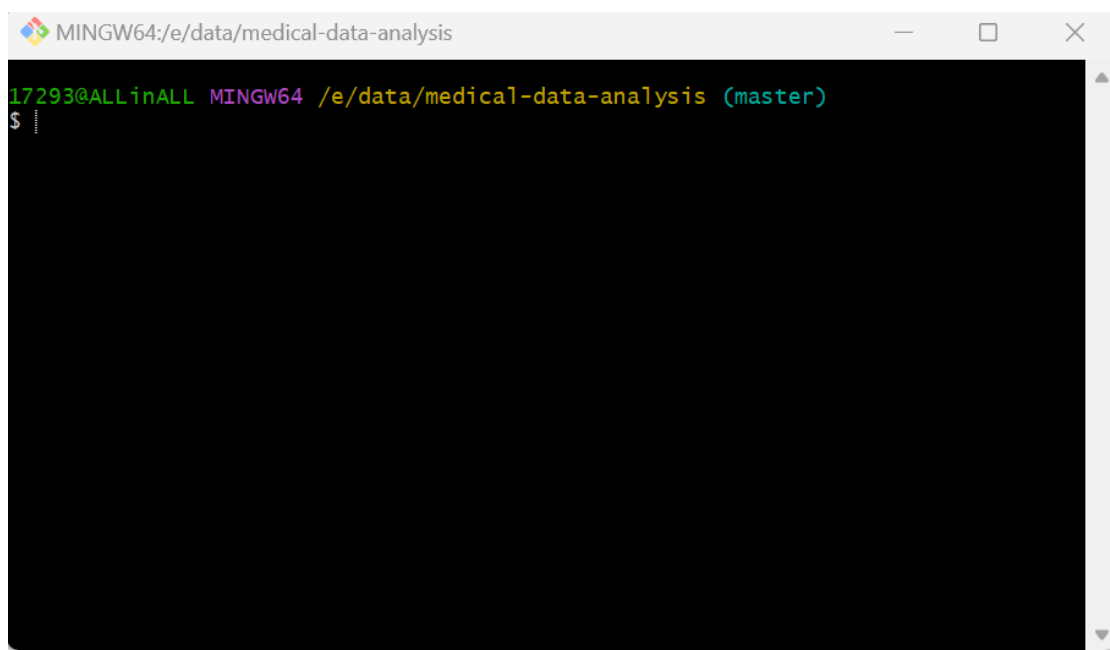 MINGW64:/e/data/medical-data-analysis
17293@ALLinALL MINGW64 /e/data/medical-data-analysis (master)
$